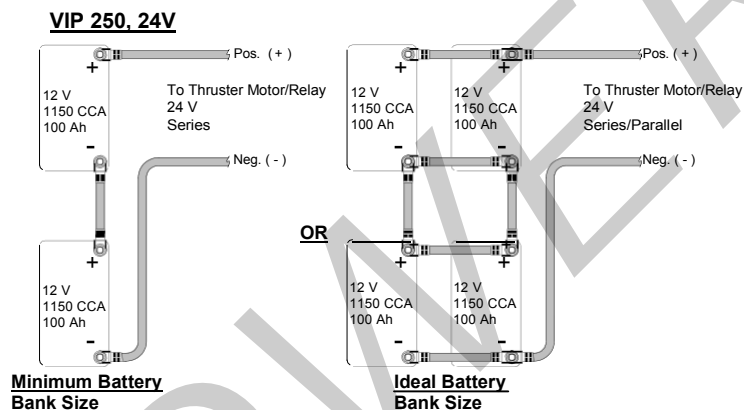 VIP 250, 24V
Pos. ( + )
+
12 V
1150 CCA
100 Ah
-
To Thruster Motor/Relay
24 V
Series
Neg. ( - )
+
12 V
1150 CCA
100 Ah
-
Minimum Battery
Bank Size
OR
Pos. ( + )
+
+
12 V
1150 CCA
100 Ah
-
12 V
1150 CCA
100 Ah
-
To Thruster Motor/Relay
24 V
Series/Parallel
Neg. ( - )
+
+
12 V
1150 CCA
100 Ah
-
12 V
1150 CCA
100 Ah
-
Ideal Battery
Bank Size